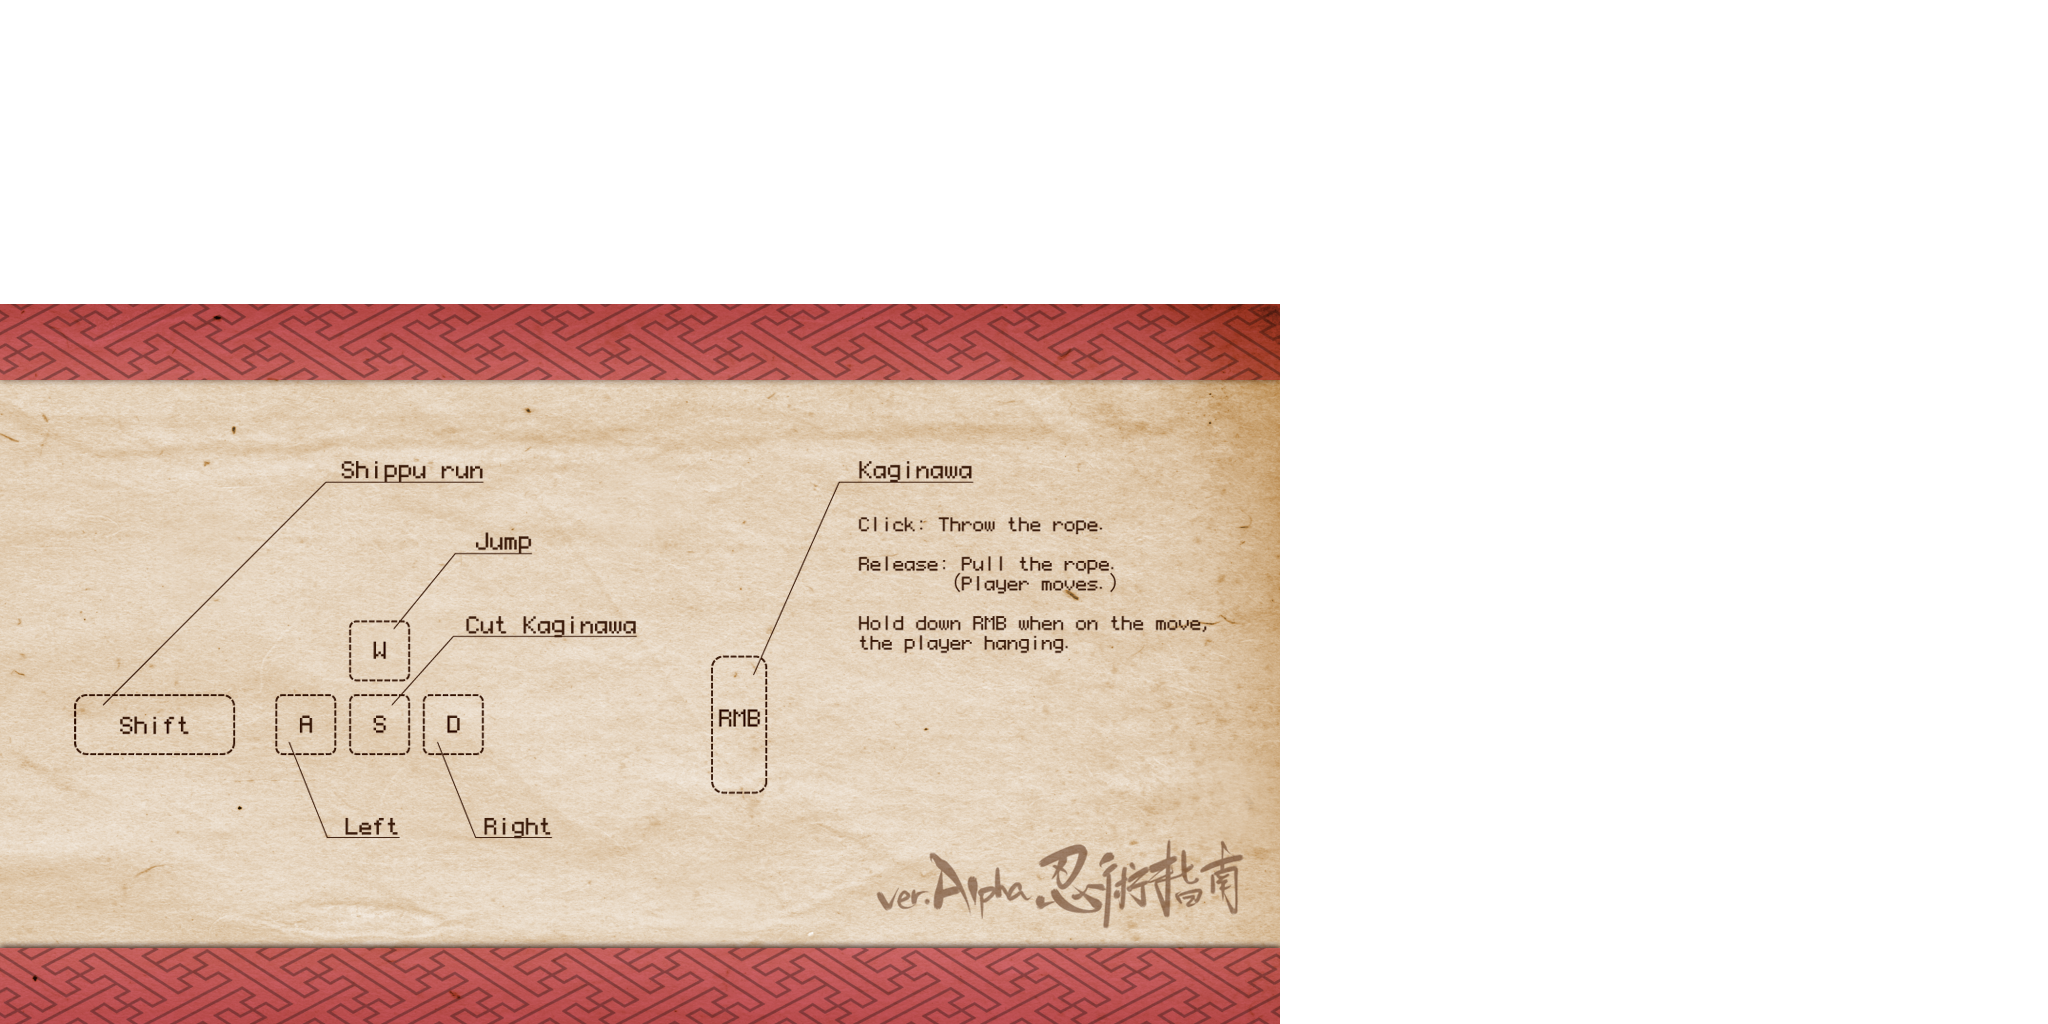 Shippu run
Jump
Cut Kaginawa
W
Shift
A
S
D
Left
Right
Kaginawa
Click: Throw the rope.
Release: Pull the rope.
(Player moves.)
Hold down RMB when on the move,
the player hanging.
RMB
ver.Alpha 忍術指南